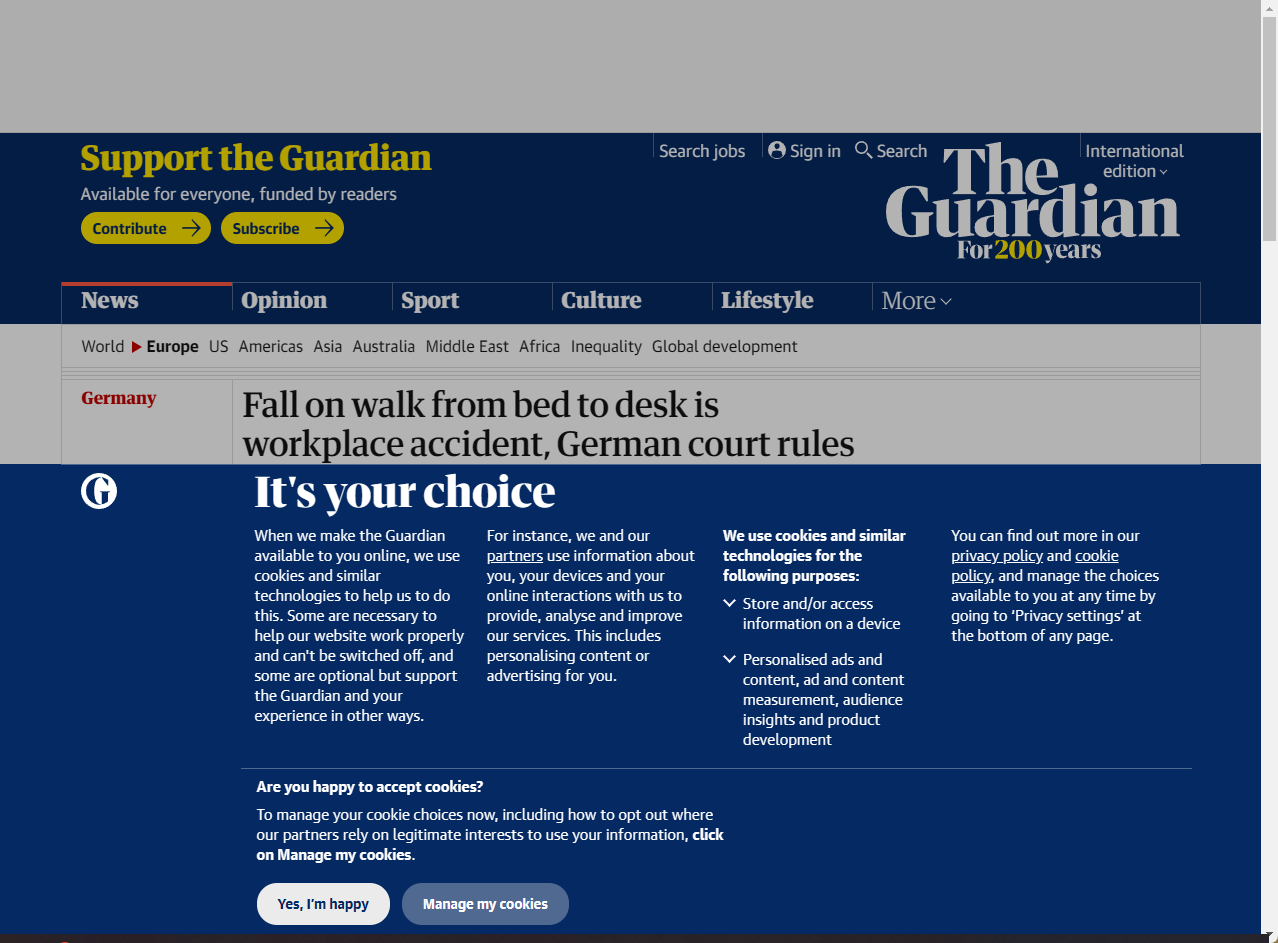 Support the Guardian
Available for everyone, funded by readers
Contribute
Subscribe
Search jobs
Sign in
Search
International
edition
The
Guardian
For 200 years
News
Opinion
Sport
Culture
Lifestyle
More
World
Europe
US
Americas
Asia
Australia
Middle East
Africa
Inequality
Global development
Germany
Fall on walk from bed to desk is
workplace accident, German court rules
It's your choice
When we make the Guardian
available to you online, we use
cookies and similar
technologies to help us to do
this. Some are necessary to
help our website work properly
and can't be switched off, and
some are optional but support
the Guardian and your
experience in other ways.
For instance, we and our
partners use information about
you, your devices and your
online interactions with us to
provide, analyse and improve
our services. This includes
personalising content or
advertising for you.
We use cookies and similar
technologies for the
following purposes:
Store and/or access
information on a device
Personalised ads and
content, ad and content
measurement, audience
insights and product
development
You can find out more in our
privacy policy and cookie
policy, and manage the choices
available to you at any time by
going to ‘Privacy settings’ at
the bottom of any page.
Are you happy to accept cookies?
To manage your cookie choices now, including how to opt out where
our partners rely on legitimate interests to use your information, click
on Manage my cookies.
Yes, I’m happy
Manage my cookies